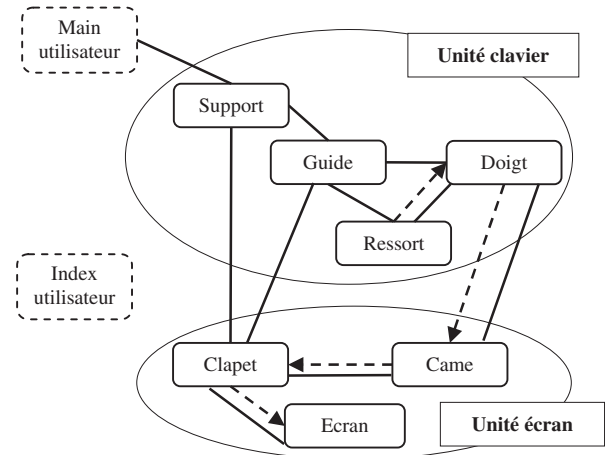 Main
utilisateur
Unité clavier
Support
Guide
Doigt
Ressort
Index
utilisateur
Clapet
Came
Ecran
Unité écran